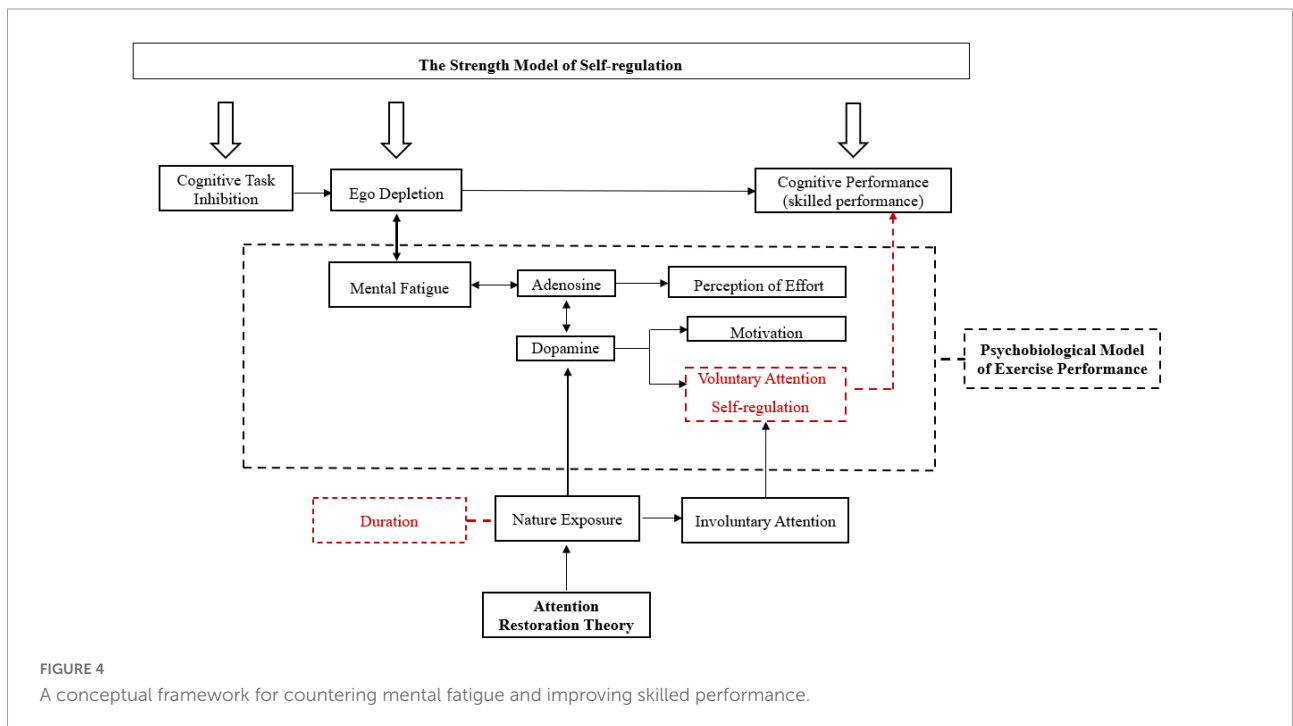 The Strength Model of Self-regulation
Cognitive Task
Inhibition
Ego Depletion
Cognitive Performance
(skilled performance)
Mental Fatigue
Adenosine
Perception of Effort
Dopamine
Motivation
Voluntary Attention
Self-regulation
Psychobiological Model
of Exercise Performance
Duration
Nature Exposure
Involuntary Attention
Attention
Restoration Theory
FIGURE 4
A conceptual framework for countering mental fatigue and improving skilled performance.